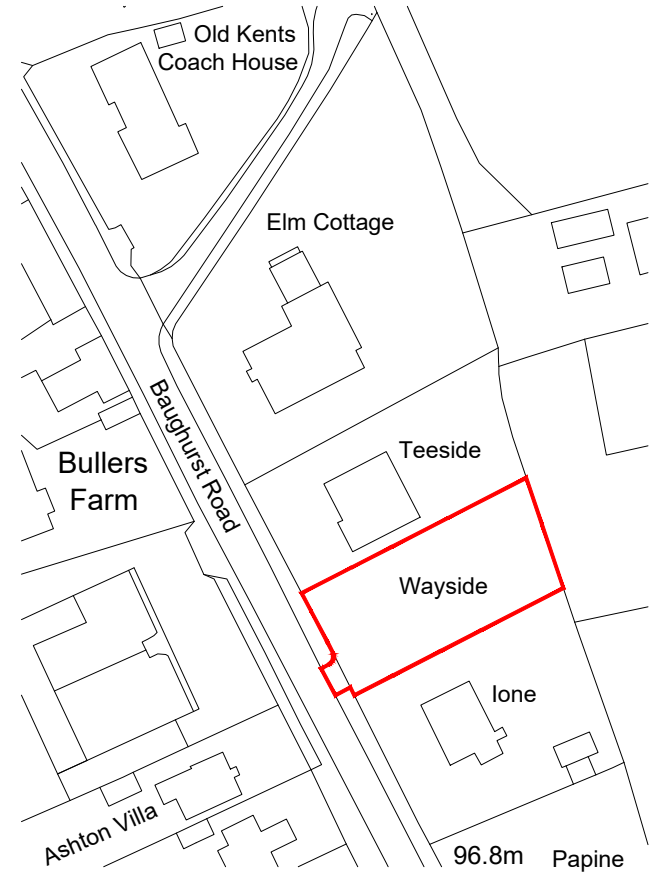 Old Kents
Coach House
Elm Cottage
Baughurst Road
Teeside
Bullers
Farm
Wayside
Ione
Ashton Villa
96.8m
Papine